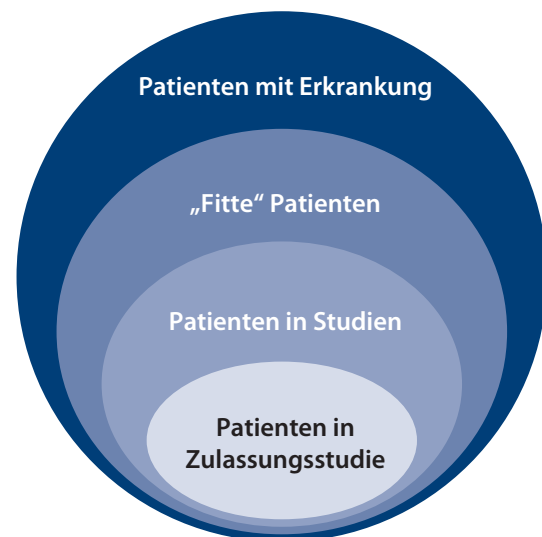 Patienten mit Erkrankung
„Fitte“ Patienten
Patienten in Studien
Patienten in
Zulassungsstudie